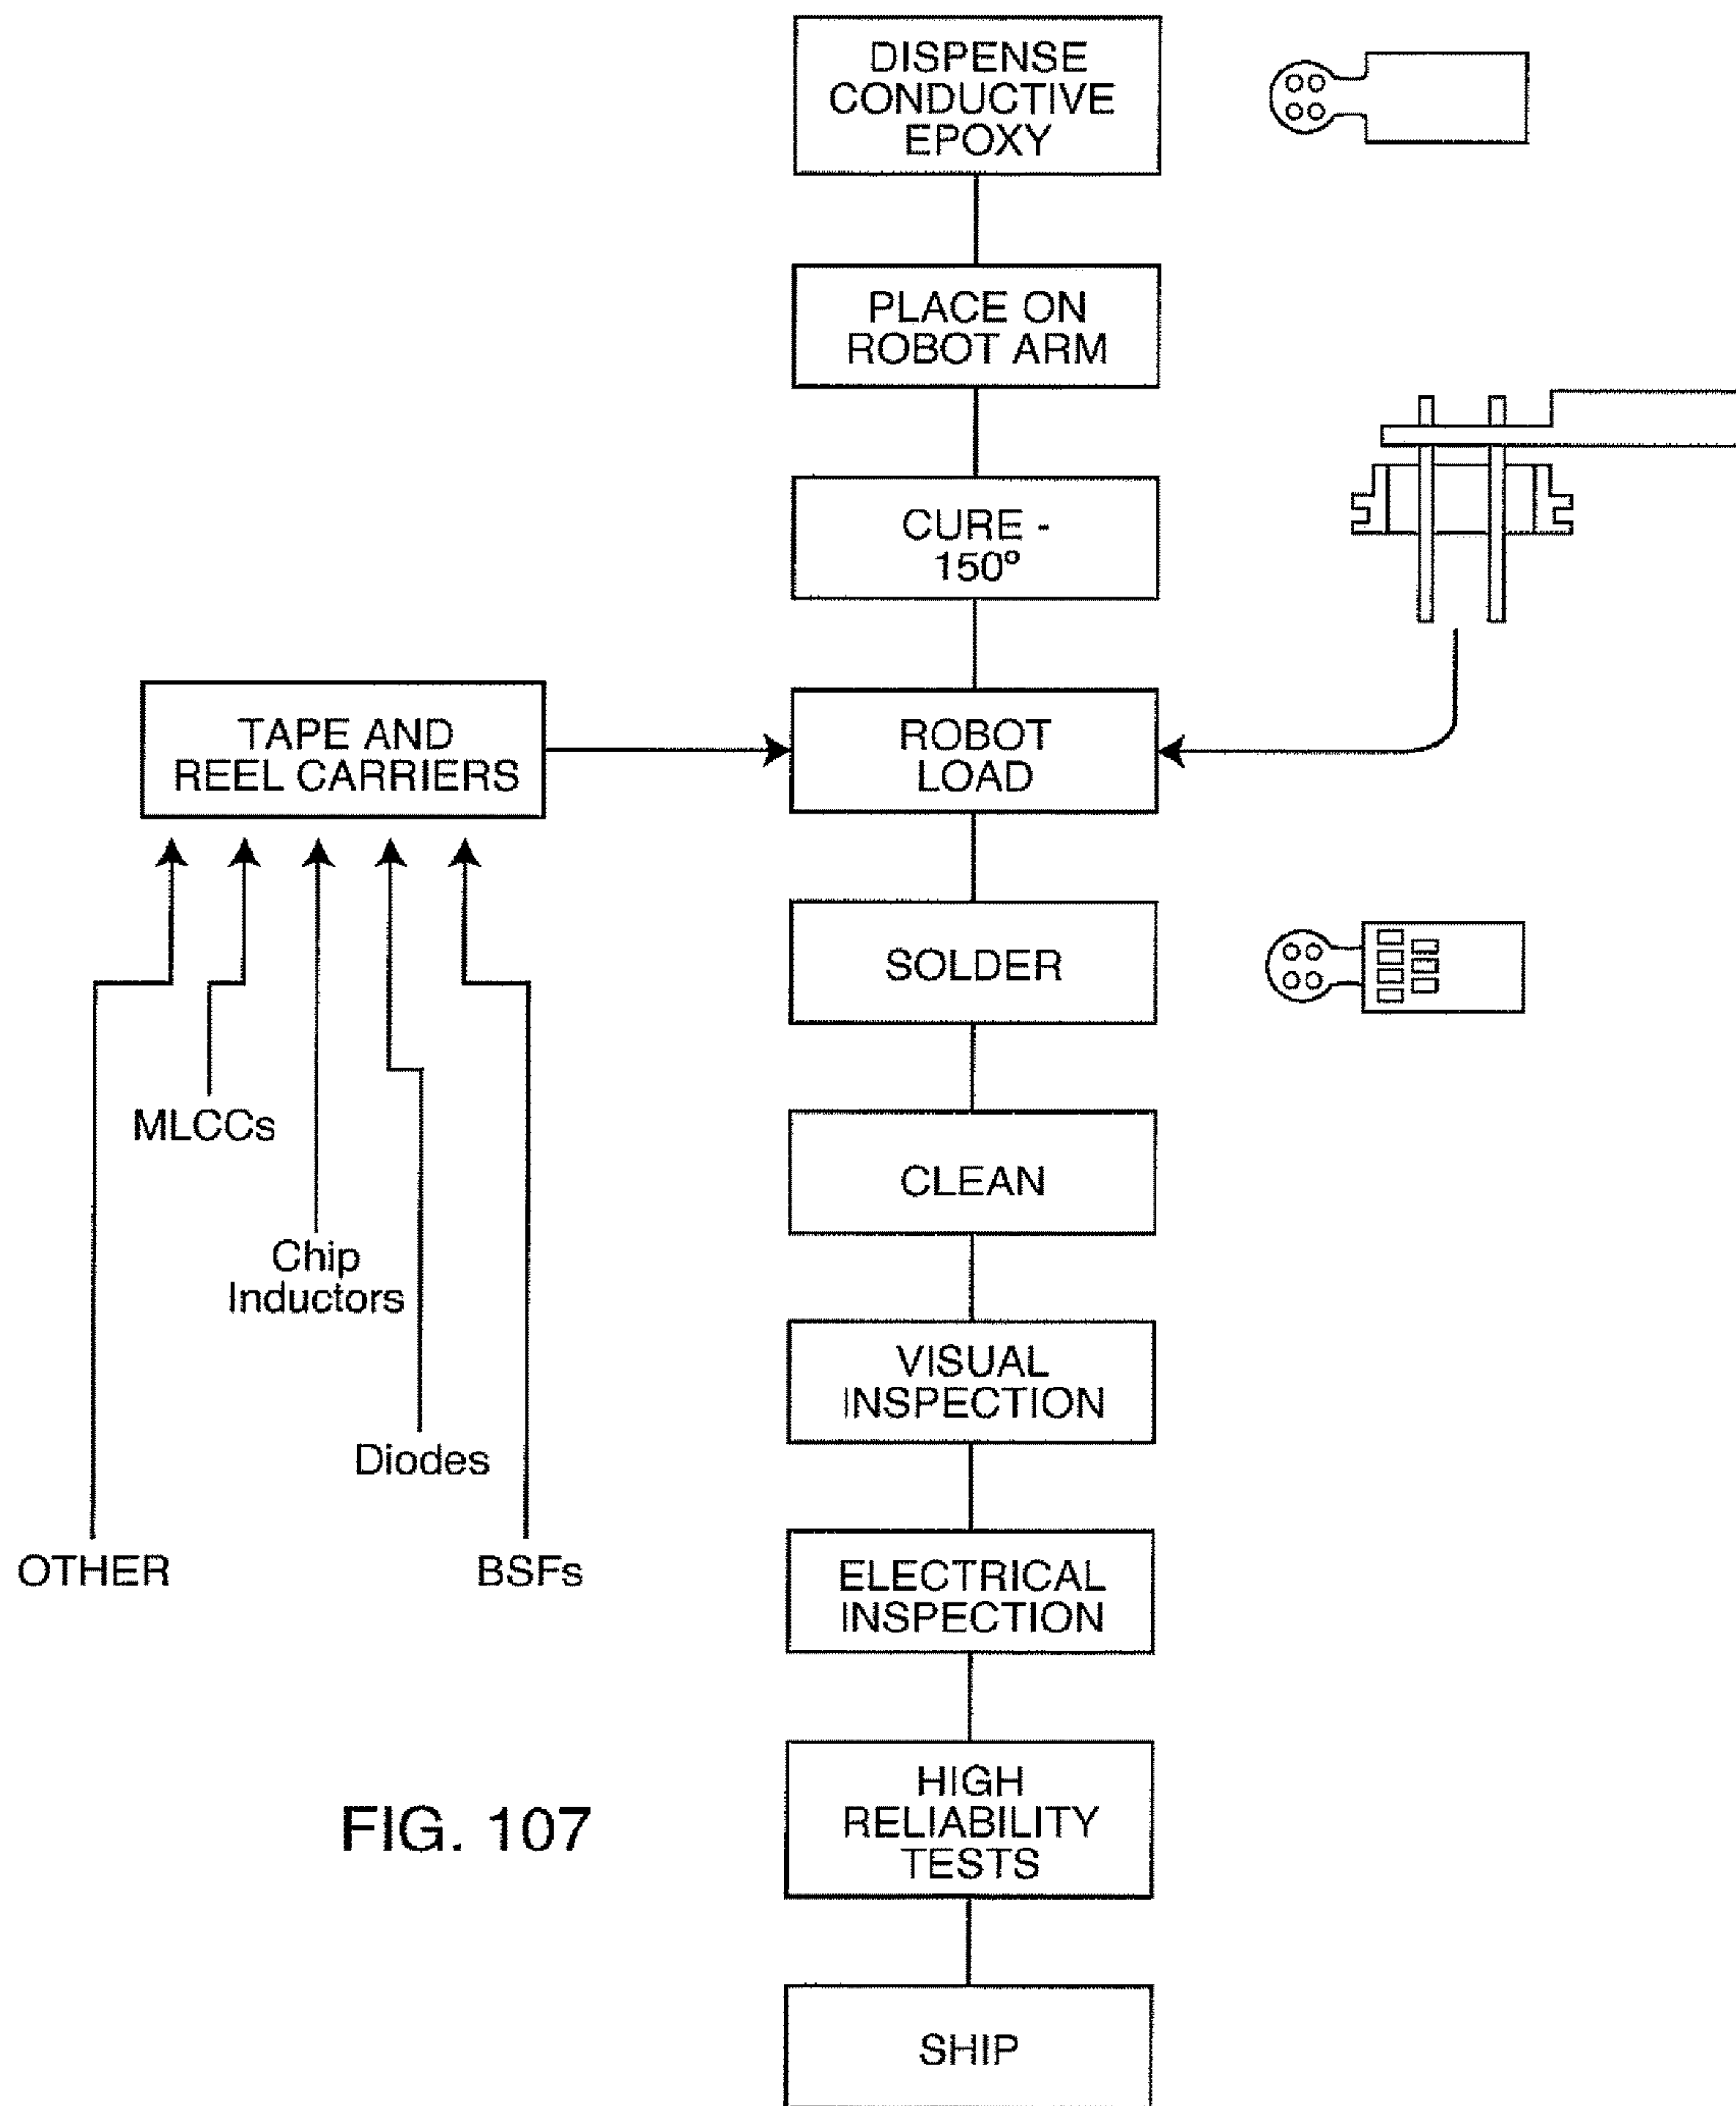 DISPENSE
CONDUCTIVE
EPOXY
PLACE ON
ROBOT ARM
CURE -
150º
TAPE AND
REEL CARRIERS
ROBOT
LOAD
SOLDER
MLCCs
CLEAN
Chip
Inductors
VISUAL
INSPECTION
Diodes
OTHER
BSFs
ELECTRICAL
INSPECTION
HIGH
RELIABILITY
TESTS
FIG. 107
SHIP